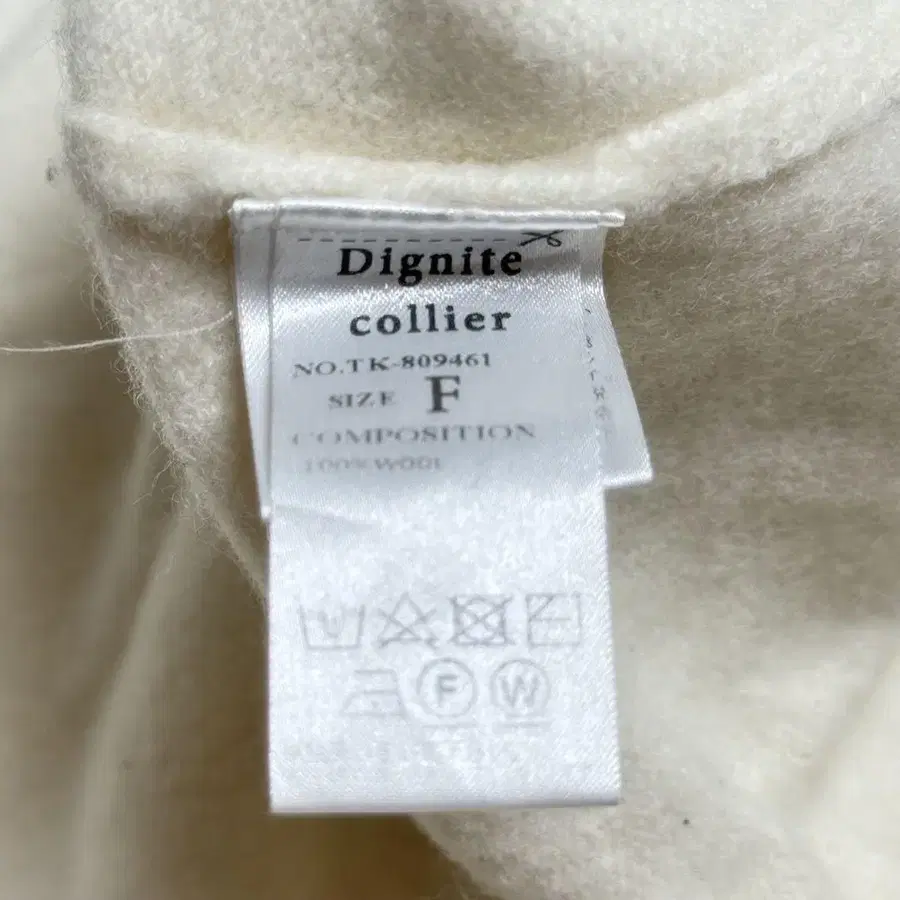 Dignite
collier
NO.TK-809461
SIZE F
COMPOSITION
100% WOOL
F W